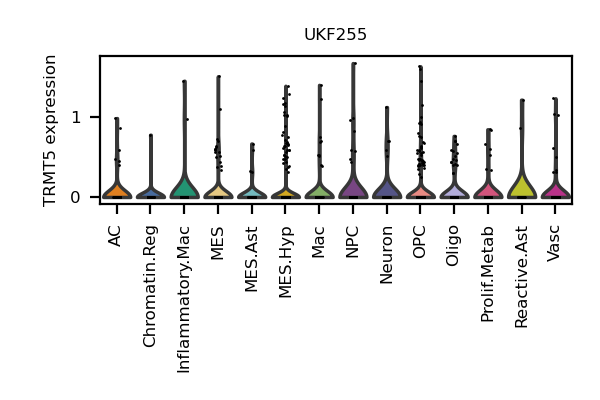 UKF255
TRMT5 expression
1
0
AC
Chromatin.Reg
Inflammatory.Mac
MES
MES.Ast
MES.Hyp
Mac
NPC
Neuron
OPC
Oligo
Prolif.Metab
Reactive.Ast
Vasc